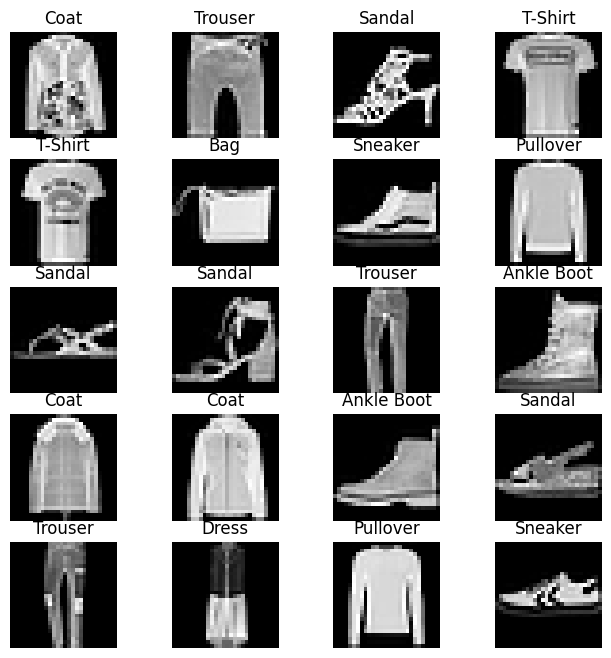 Coat Trouser Sandal T-Shirt
T-Shirt Bag Sneaker Pullover
Sandal Sandal Trouser Ankle Boot
Coat Coat Ankle Boot Sandal
Trouser Dress Pullover Sneaker